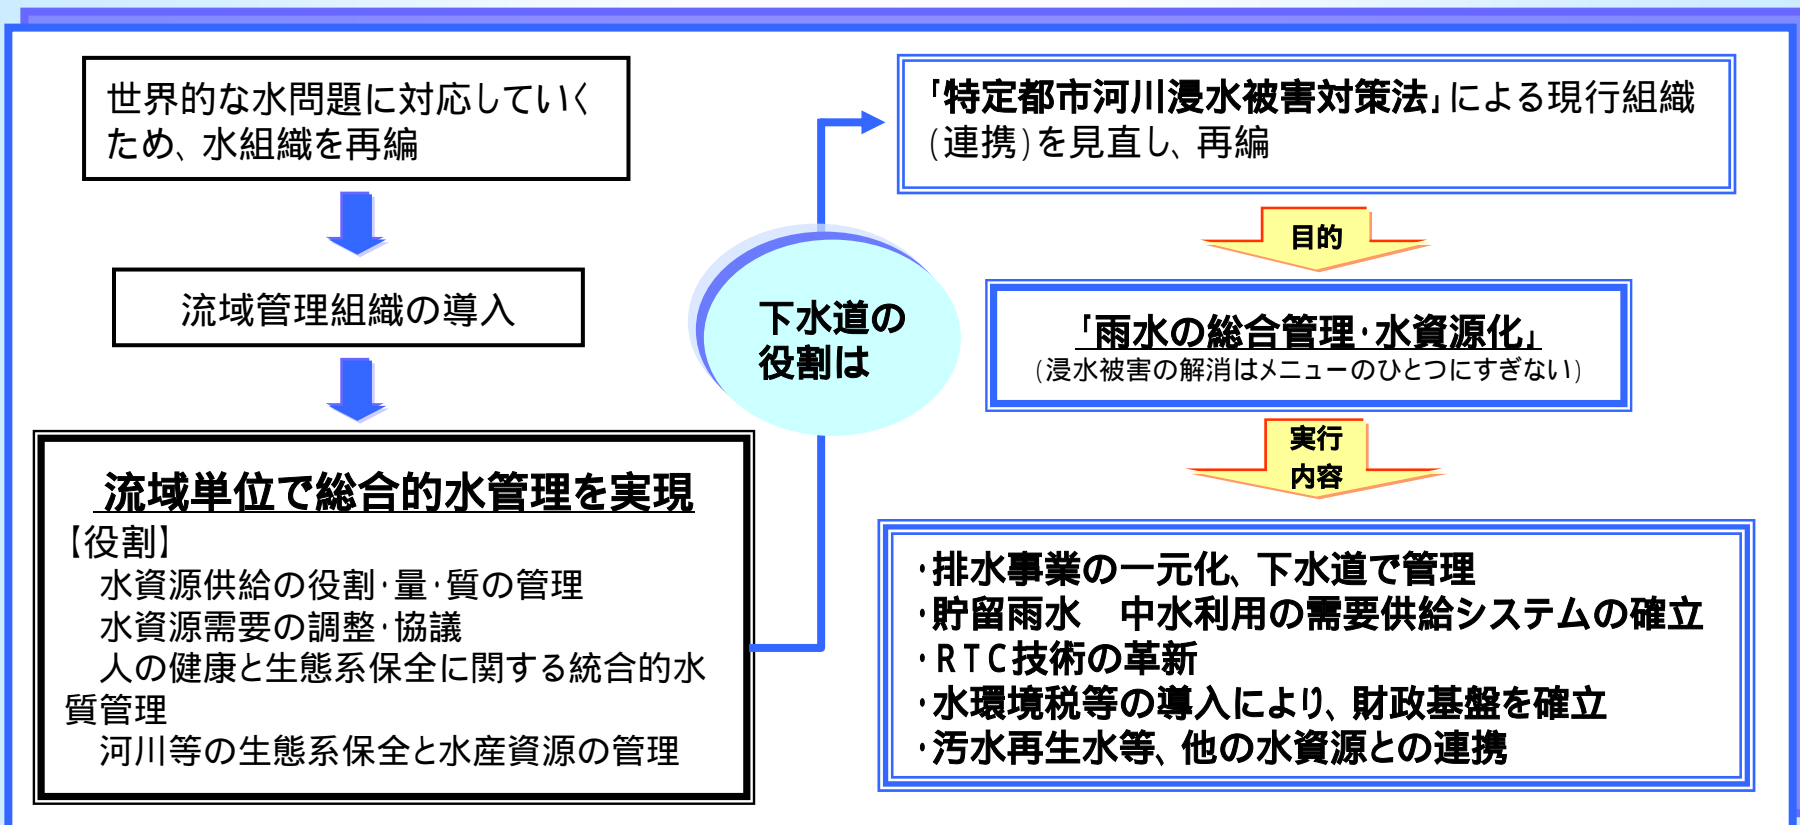 世界的な水問題に対応していく
ため、水組織を再編
流域管理組織の導入
流域単位で総合的水管理を実現
【役割】
水資源供給の役割・量・質の管理
水資源需要の調整・協議
人の健康と生態系保全に関する統合的水
質管理
河川等の生態系保全と水産資源の管理
下水道の
役割は
「特定都市河川浸水被害対策法」による現行組織
(連携)を見直し、再編
目的
「雨水の総合管理・水資源化」
(浸水被害の解消はメニューのひとつにすぎない)
実行
内容
・排水事業の一元化、下水道で管理
・貯留雨水　中水利用の需要供給システムの確立
・RTC技術の革新
・水環境税等の導入により、財政基盤を確立
・汚水再生水等、他の水資源との連携